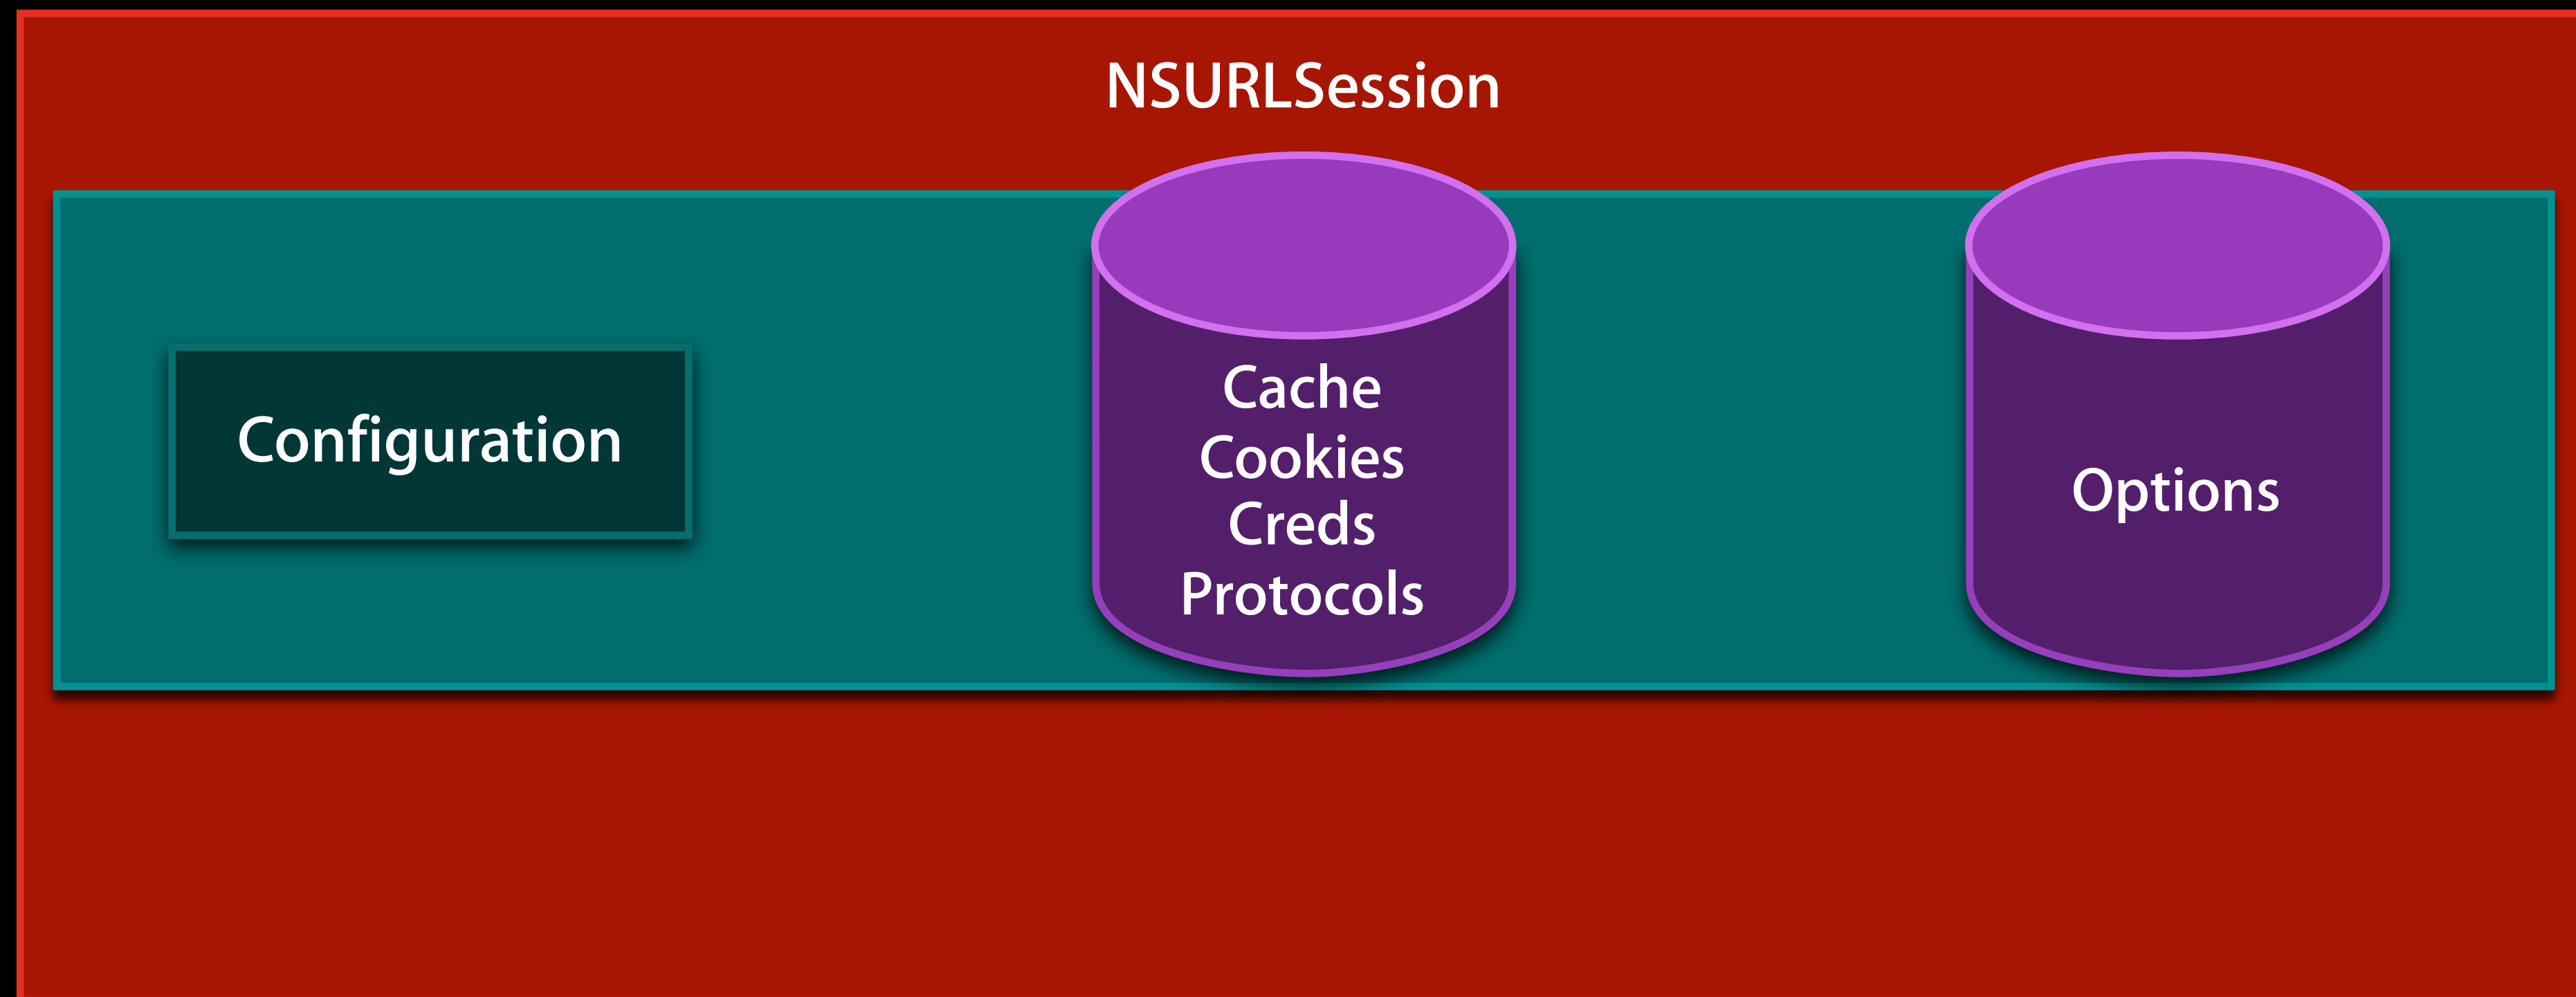 NSURLSession
Configuration
Cache
Cookies
Creds
Protocols
Options